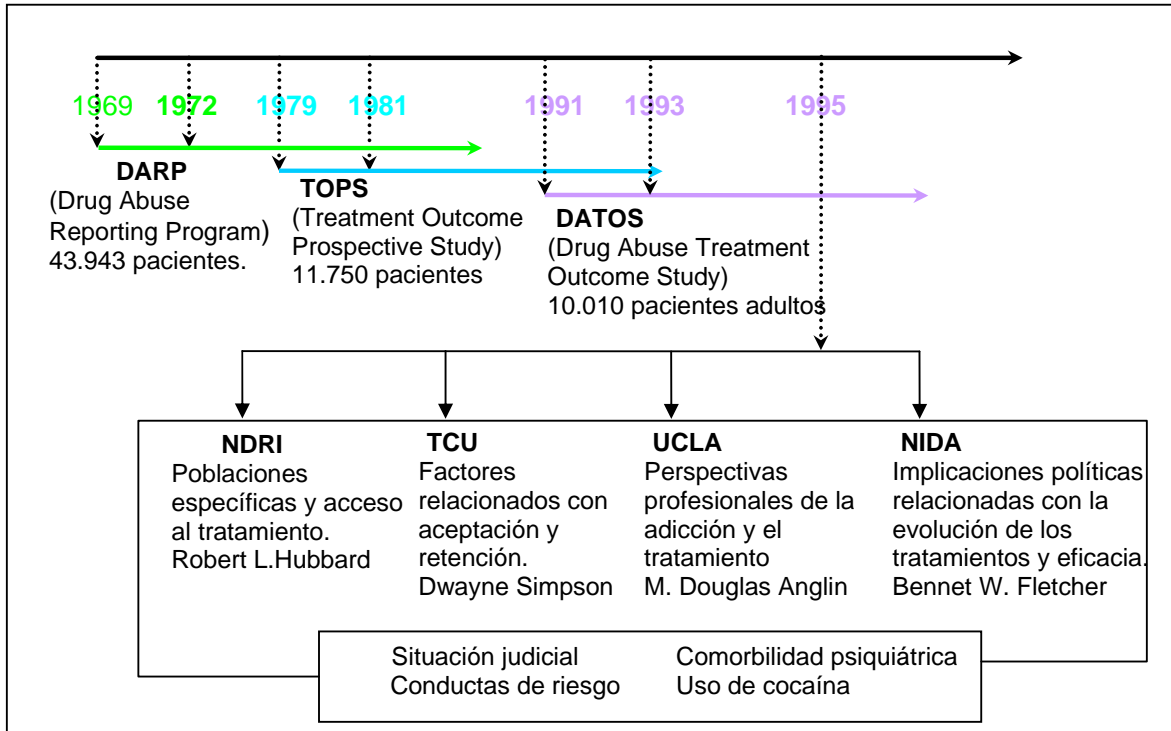 1969 1972 1979 1981 1991 1993 1995
DARP
(Drug Abuse
Reporting Program)
43.943 pacientes.
TOPS
(Treatment Outcome
Prospective Study)
11.750 pacientes
DATOS
(Drug Abuse Treatment
Outcome Study)
10.010 pacientes adultos
NDRI
Poblaciones
específicas y acceso
al tratamiento.
Robert L.Hubbard
TCU
Factores
relacionados con
aceptación y
retención.
Dwayne Simpson
UCLA
Perspectivas
profesionales de la
adicción y el
tratamiento
M. Douglas Anglin
NIDA
Implicaciones políticas
relacionadas con la
evolución de los
tratamientos y eficacia.
Bennet W. Fletcher
Situación judicial
Conductas de riesgo
Comorbilidad psiquiátrica
Uso de cocaína